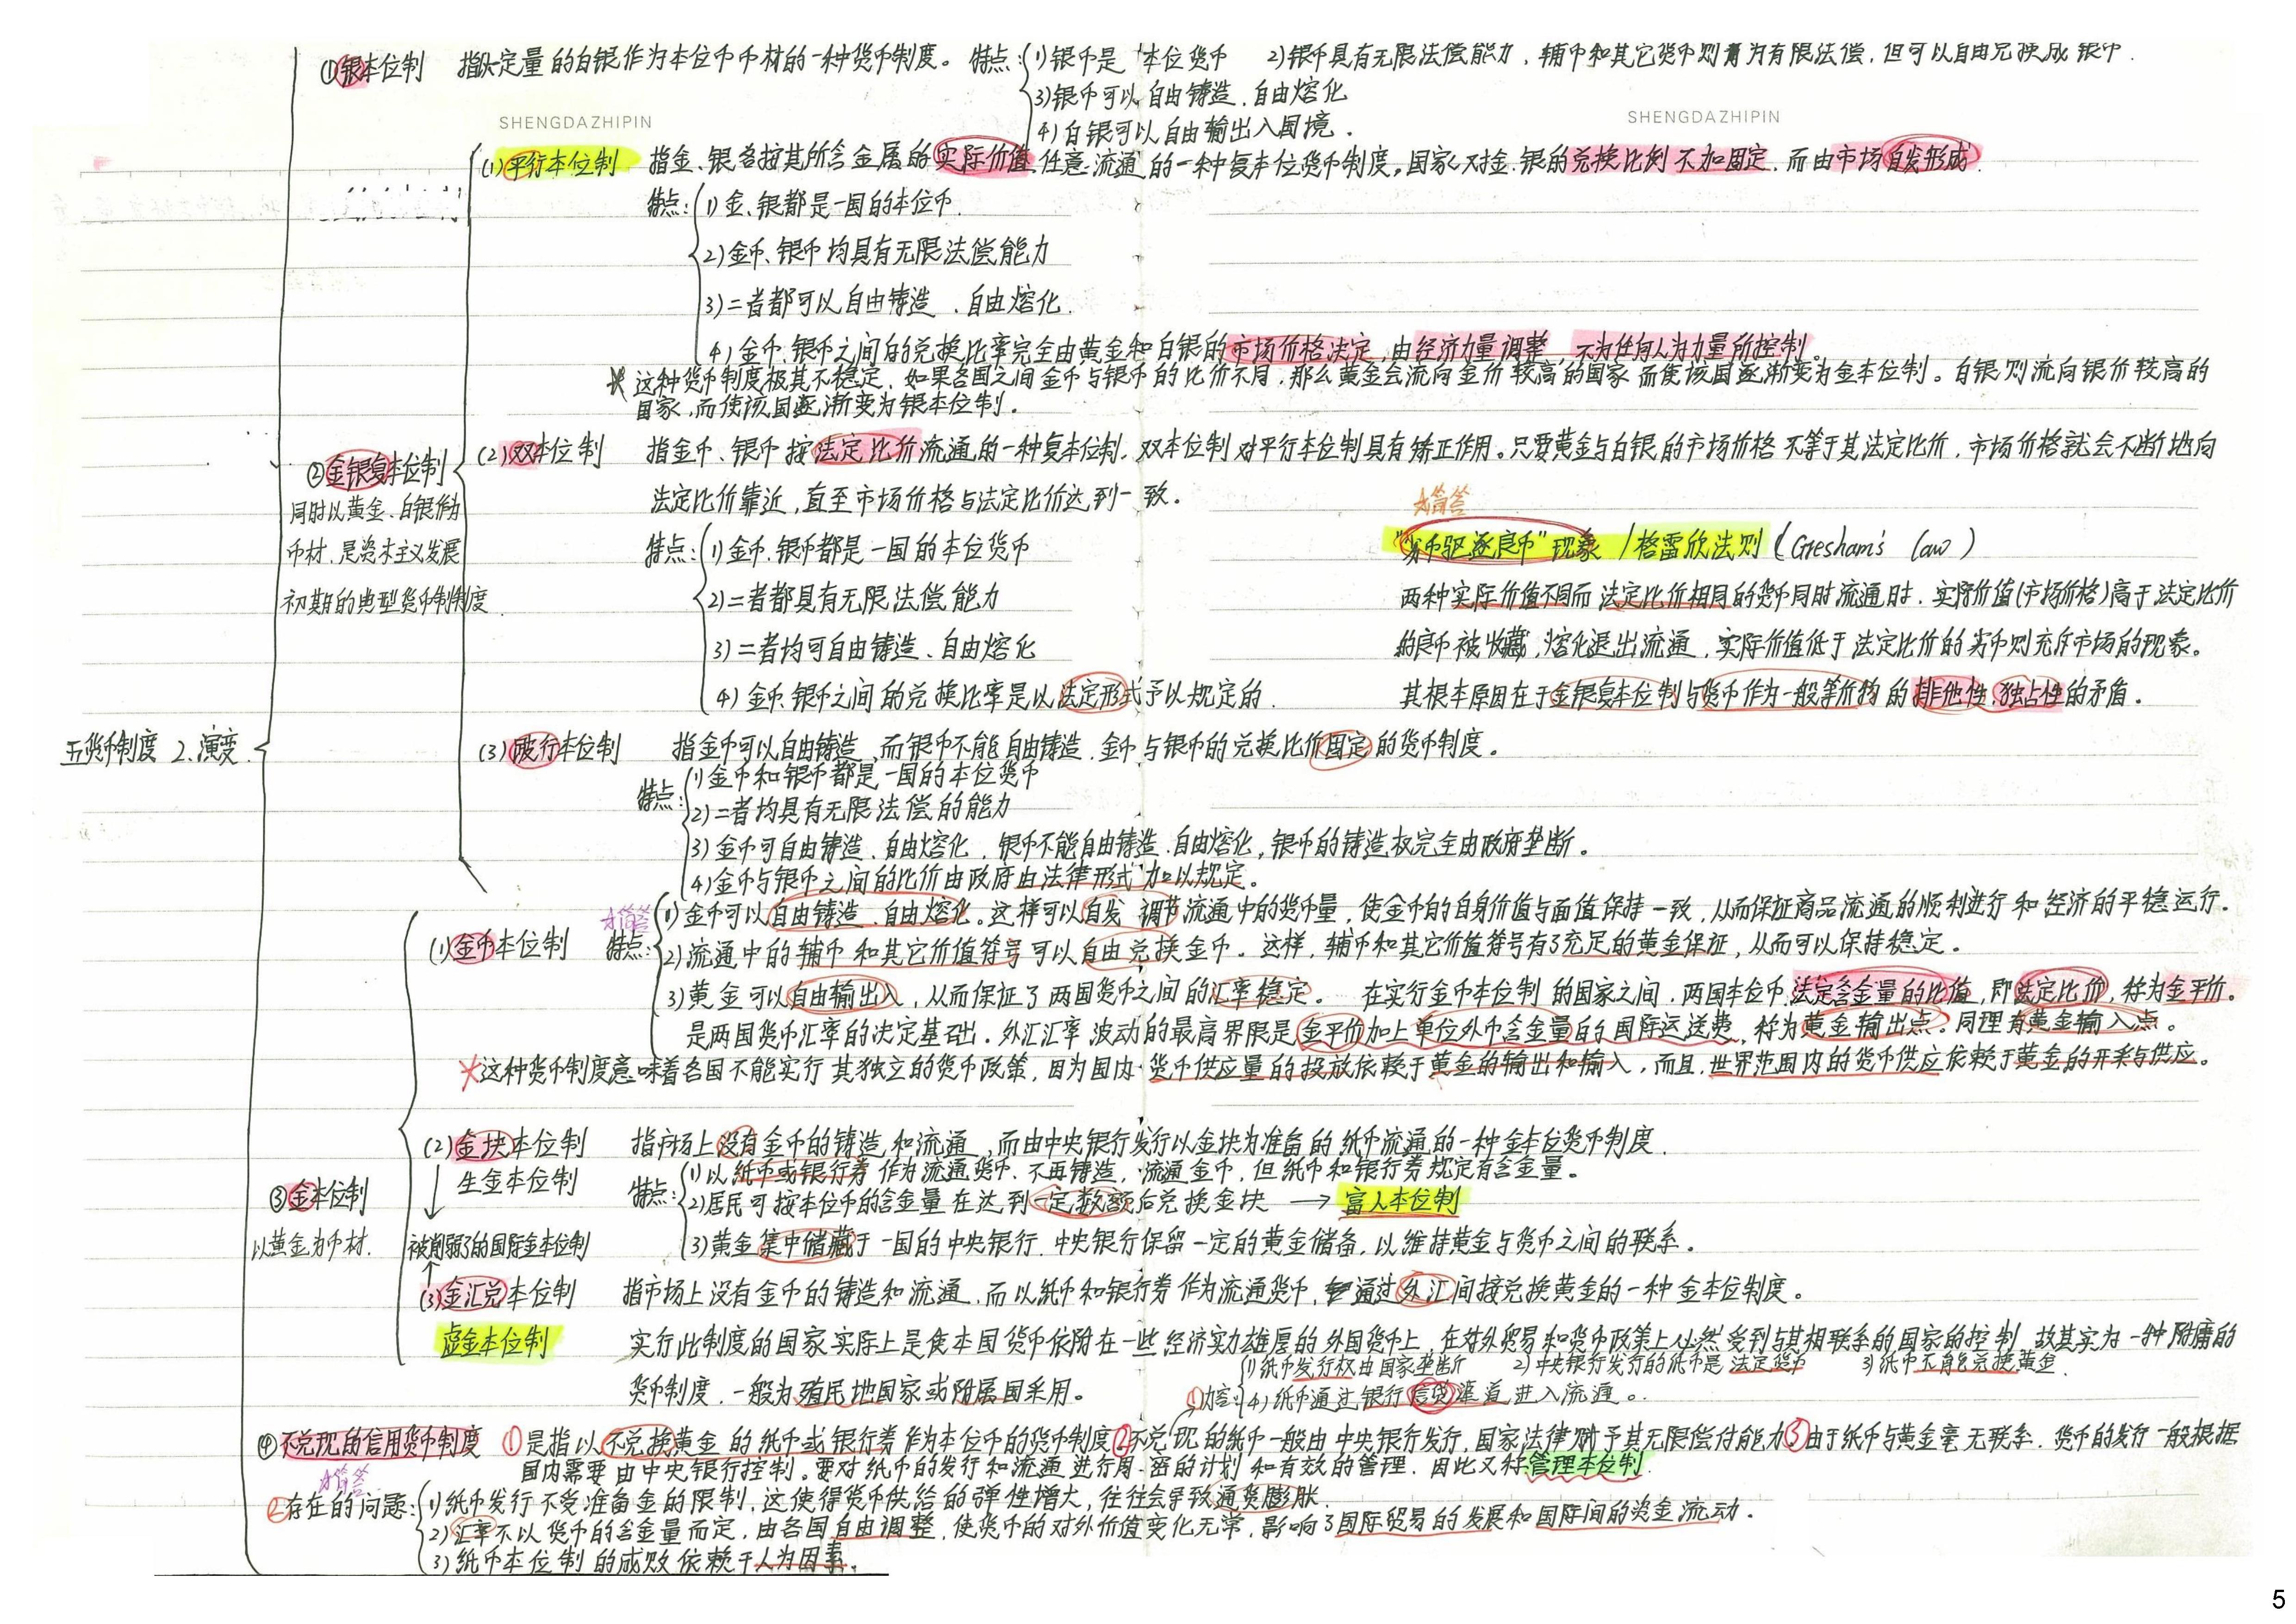 ①银本位制 指以定量的白银作为本位币币材的一种货币制度。特点: 1)银币是 本位货币 2)银币具有无限法偿能力,辅币和其它货币则为有限法偿,但可以自由兑换成银币.
3)银币可以自由铸造.自由熔化
4)白银可以自由输出入国境.
SHENGDAZHIPIN SHENGDAZHIPIN
(1)平行本位制 指金、银各按其所含金属的实际价值任意流通的一种复本位货币制度,国家对金.银的兑换比例不加固定.而由市场自发形成.
特点: 1)金、银都是一国的本位币.
2)金币、银币均具有无限法偿能力
3)二者都可以自由铸造、自由熔化.
4)金币.银币之间的兑换比率完全由黄金和白银的市场价格决定,由经济力量调整 不为任何人为力量所控制。
*这种货币制度极其不稳定.如果各国之间金币与银币的比价不同,那么黄金会流向金价较高的国家而使该国逐渐变为金本位制。白银则流向银价较高的
国家,而使该国逐渐变为银本位制.
②金银复本位制 (2)双本位制 指金币、银币按法定比价流通的一种复本位制.双本位制对平行本位制具有矫正作用。只要黄金与白银的市场价格不等于其法定比价,市场价格就会不断地向
法定比价靠近,直至市场价格与法定比价达到一致。
同时以黄金、白银作为
币材.是资本主义发展
初期的典型货币制度.
特点: 1)金币.银币都是一国的本位货币
2)二者都具有无限法偿能力
3)二者均可自由铸造、自由熔化
4)金币.银币之间的兑换比率是以法定形式予以规定的.
☆简答
"劣币驱逐良币"现象 / 格雷欣法则 (Gresham's law)
两种实际价值不同而法定比价相同的货币同时流通时.实际价值(市场价格)高于法定比价
的良币被收藏,熔化退出流通,实际价值低于法定比价的劣币则充斥市场的现象。
其根本原因在于金银复本位制与货币作为一般等价物的排他性.独占性的矛盾.
五货币制度 2.演变.
(3)跛行本位制 指金币可以自由铸造,而银币不能自由铸造.金币与银币的兑换比价固定的货币制度。
特点: 1)金币和银币都是一国的本位货币
2)二者均具有无限法偿的能力
3)金币可自由铸造、自由熔化、银币不能自由铸造.自由熔化,银币的铸造权完全由政府垄断。
4)金币与银币之间的比价由政府由法律形式加以规定。
(1)金币本位制 ☆简答 特点: 1)金币可以自由铸造.自由熔化。这样可以自发调节流通中的货币量,使金币的自身价值与面值保持一致,从而保证商品流通的顺利进行和经济的平稳运行.
2)流通中的辅币和其它价值符号可以自由兑换金币。这样,辅币和其它价值符号有了充足的黄金保证,从而可以保持稳定。
3)黄金可以自由输出入,从而保证了两国货币之间的汇率稳定。 在实行金币本位制的国家之间.两国本位币法定含金量的比值,即法定比价,称为金平价。
是两国货币汇率的决定基础.外汇汇率波动的最高界限是金平价加上单位外币含金量的国际运送费,称为黄金输出点。同理有黄金输入点。
*这种货币制度意味着各国不能实行其独立的货币政策,因为国内货币供应量的投放依赖于黄金的输出和输入,而且.世界范围内的货币供应依赖于黄金的开采与供应。
③金本位制
以黄金为币材.
(2)金块本位制 指市场上没有金币的铸造和流通,而由中央银行发行以金块为准备的纸币流通的一种金本位货币制度.
生金本位制
特点: 1)以纸币或银行券作为流通货币.不再铸造、流通金币,但纸币和银行券规定有含金量。
2)居民可按本位币的含金量在达到一定数额后兑换金块 → 富人本位制
3)黄金集中储藏于一国的中央银行.中央银行保留一定的黄金储备,以维持黄金与货币之间的联系。
被削弱了的国际金本位制
(3)金汇兑本位制 指市场上没有金币的铸造和流通.而以纸币和银行券作为流通货币,通过外汇间接兑换黄金的一种金本位制度。
虚金本位制 实行此制度的国家实际上是使本国货币依附在一些经济实力雄厚的外国货币上,在对外贸易和货币政策上必然受到与其相联系的国家的控制,故其实为一种附庸的
货币制度.一般为殖民地国家或附属国采用。
①内容: 1)纸币发行权由国家垄断 2)中央银行发行的纸币是法定货币 3)纸币不能兑换黄金.
4)纸币通过银行信贷渠道进入流通。
④不兑现的信用货币制度 ①是指以不兑换黄金的纸币或银行券作为本位币的货币制度②不兑现的纸币一般由中央银行发行,国家法律赋予其无限偿付能力③由于纸币与黄金毫无联系.货币的发行一般根据
国内需要由中央银行控制。要对纸币的发行和流通进行周密的计划和有效的管理.因此又称管理本位制.
☆简答
②存在的问题: 1)纸币发行不受准备金的限制,这使得货币供给的弹性增大,往往会导致通货膨胀.
2)汇率不以货币的含金量而定,由各国自由调整,使货币的对外价值变化无常,影响了国际贸易的发展和国际间的资金流动.
3)纸币本位制的成败依赖于人为因素。
5